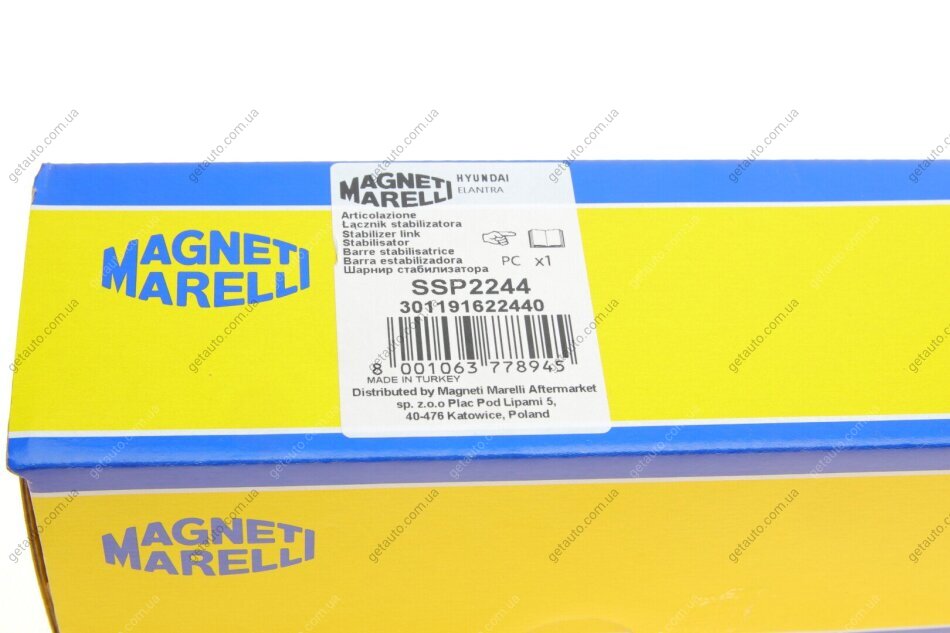 MAGNETI
MARELLI
MAGNETI
MARELLI
HYUNDAI
ELANTRA
Articolazione
Łącznik stabilizatora
Stabilizer link
Stabilisator
Barre stabilisatrice
Barra estabilizadora
Шарнир стабилизатора
PC x1
SSP2244
301191622440
8 001063 778945
MADE IN TURKEY
Distributed by Magneti Marelli Aftermarket
sp. z.o.o Plac Pod Lipami 5,
40-476 Katowice, Poland
MAGNETI
MARELLI
getauto.com.ua